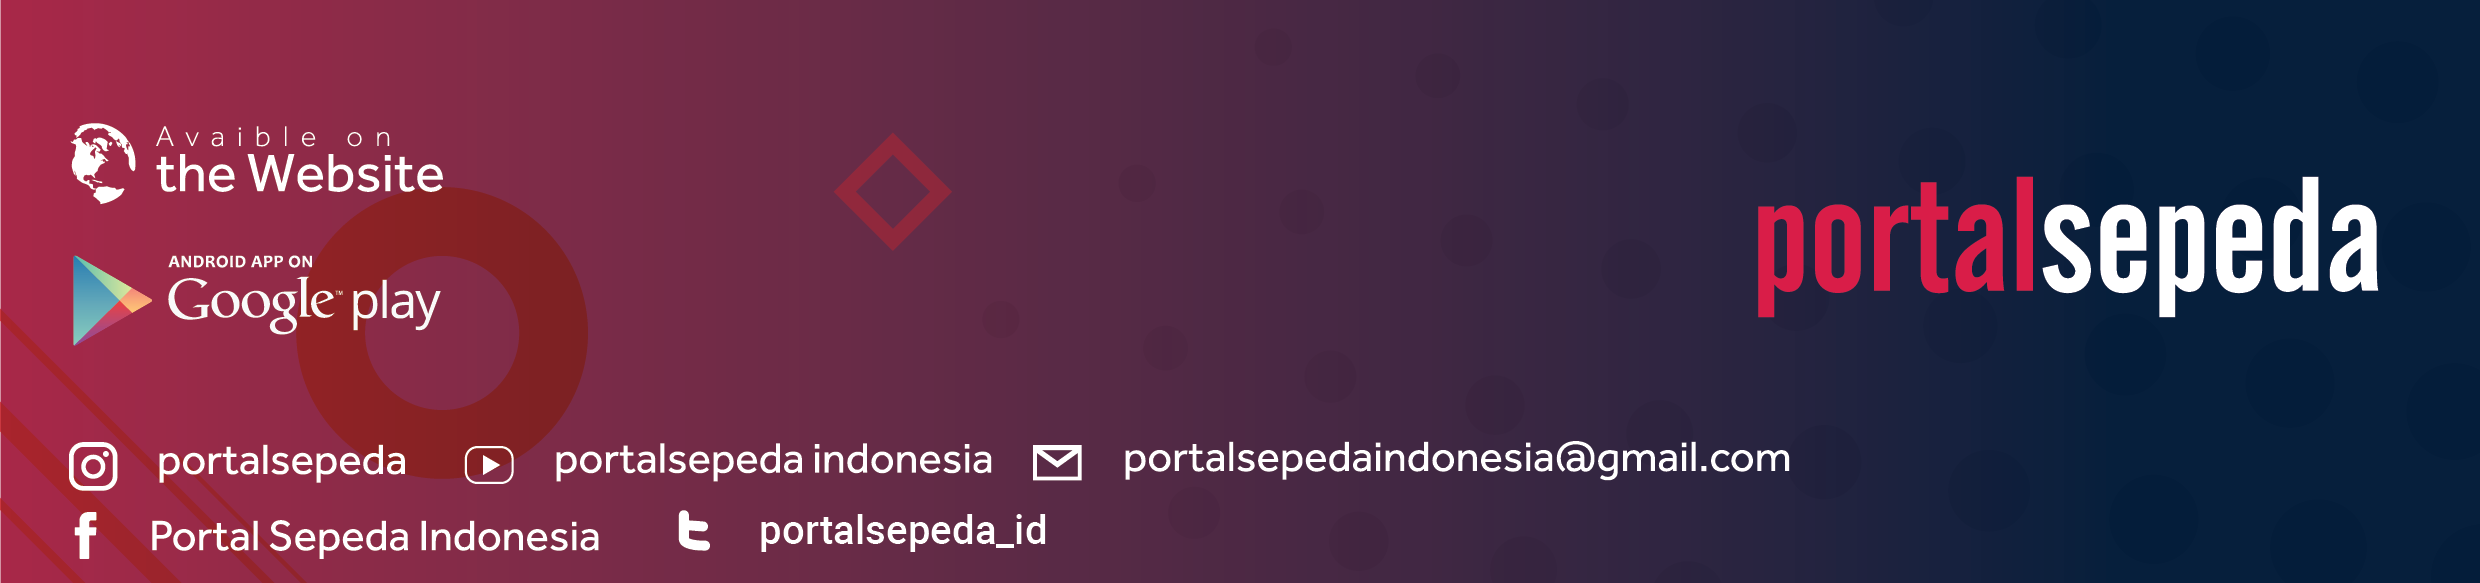 Avaible on
the Website
ANDROID APP ON
Google™ play
portalsepeda
portalsepeda
portalsepeda indonesia
portalsepedaindonesia@gmail.com
Portal Sepeda Indonesia
portalsepeda_id